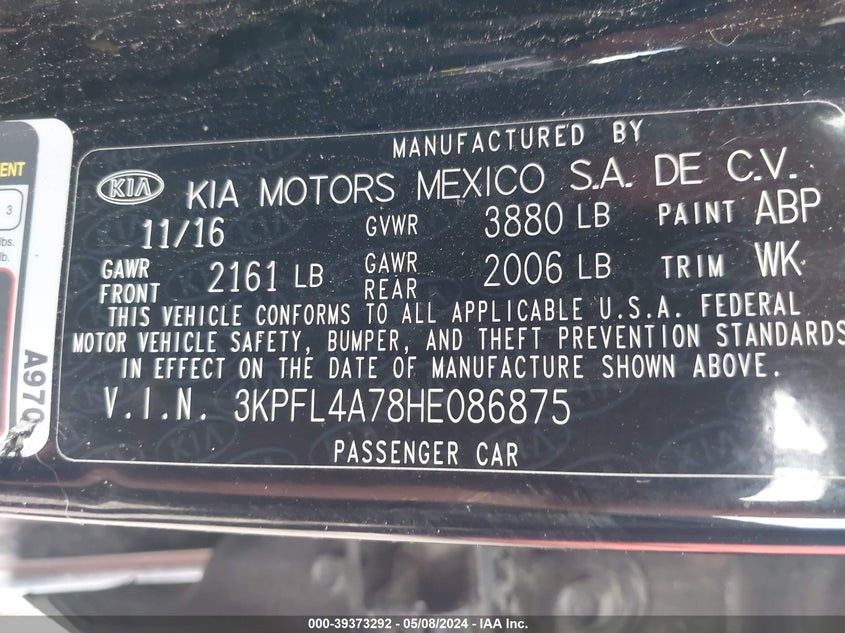 MANUFACTURED BY
KIA KIA MOTORS MEXICO S.A. DE C.V.
11/16 GVWR 3880 LB PAINT ABP
GAWR FRONT 2161 LB GAWR REAR 2006 LB TRIM WK
THIS VEHICLE CONFORMS TO ALL APPLICABLE U.S.A. FEDERAL
MOTOR VEHICLE SAFETY, BUMPER, AND THEFT PREVENTION STANDARDS
IN EFFECT ON THE DATE OF MANUFACTURE SHOWN ABOVE.
V.I.N. 3KPFL4A78HE086875
PASSENGER CAR
3
lbs.
lb.
000-39373292 - 05/08/2024 - IAA Inc.